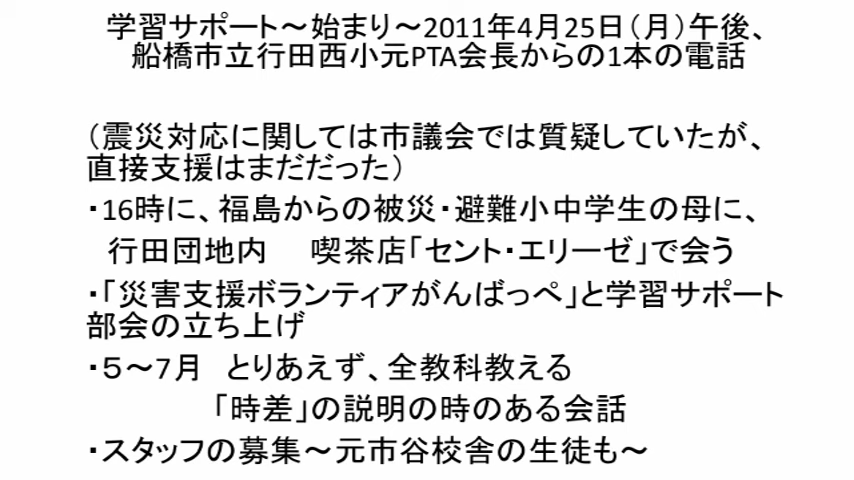 学習サポート～始まり～2011年4月25日（月）午後、
船橋市立行田西小元PTA会長からの1本の電話
（震災対応に関しては市議会では質疑していたが、
直接支援はまだだった）
・16時に、福島からの被災・避難小中学生の母に、
行田団地内　喫茶店「セント・エリーゼ」で会う
・「災害支援ボランティアがんばっぺ」と学習サポート
部会の立ち上げ
・５～7月　とりあえず、全教科教える
「時差」の説明の時のある会話
・スタッフの募集～元市谷校舎の生徒も～